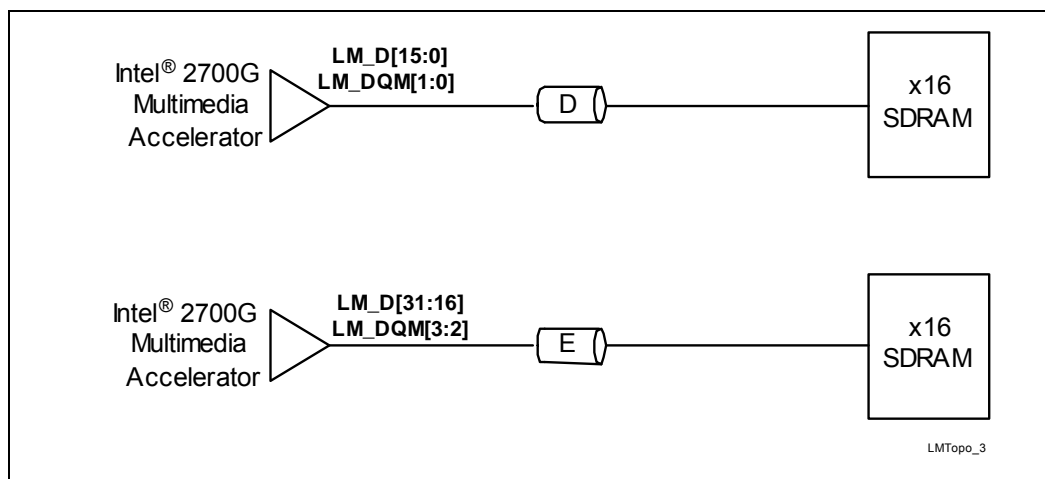 Intel® 2700G
Multimedia
Accelerator
LM_D[15:0]
LM_DQM[1:0]
D
x16
SDRAM
Intel® 2700G
Multimedia
Accelerator
LM_D[31:16]
LM_DQM[3:2]
E
x16
SDRAM
LMTopo_3